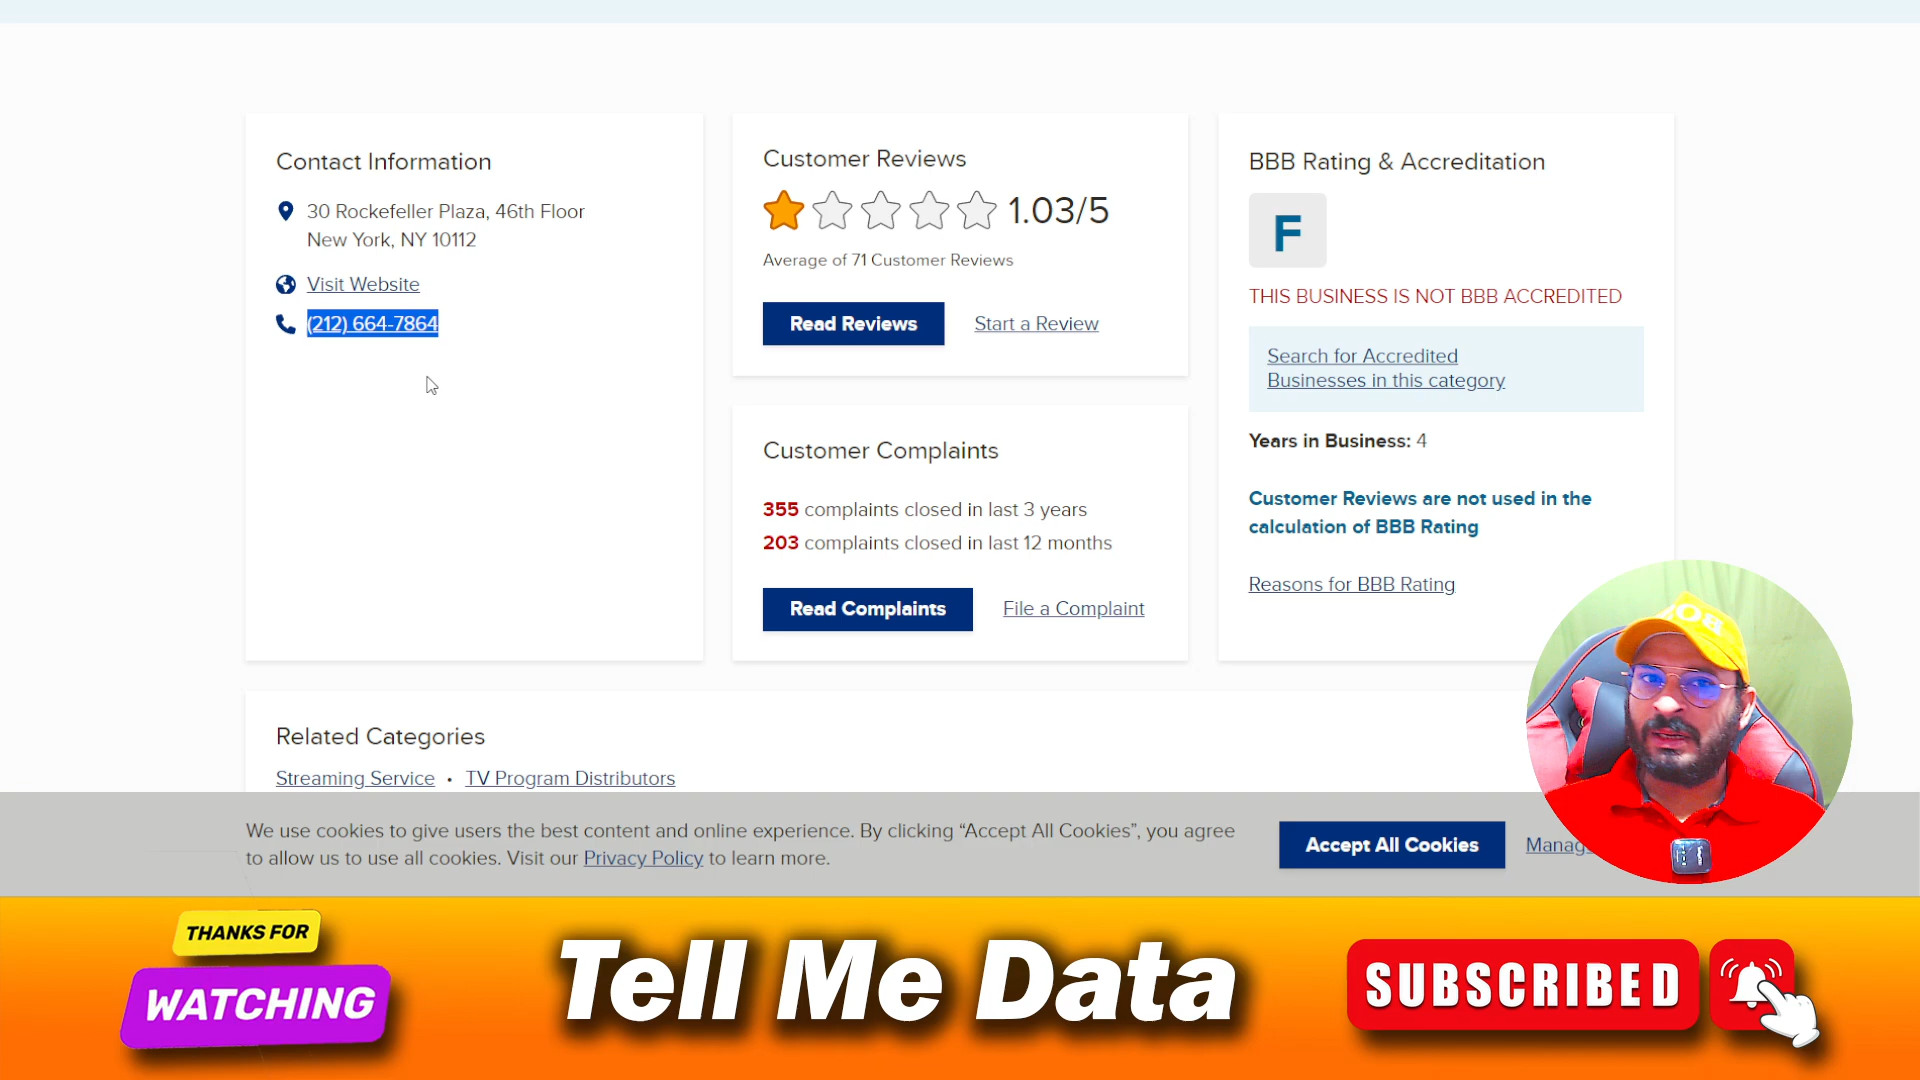 Contact Information
30 Rockefeller Plaza, 46th Floor
New York, NY 10112
Visit Website
(212) 664-7864
Customer Reviews
1.03/5
Average of 71 Customer Reviews
Read Reviews
Start a Review
Customer Complaints
355 complaints closed in last 3 years
203 complaints closed in last 12 months
Read Complaints
File a Complaint
BBB Rating & Accreditation
F
THIS BUSINESS IS NOT BBB ACCREDITED
Search for Accredited
Businesses in this category
Years in Business: 4
Customer Reviews are not used in the
calculation of BBB Rating
Reasons for BBB Rating
Related Categories
Streaming Service • TV Program Distributors
We use cookies to give users the best content and online experience. By clicking “Accept All Cookies”, you agree
to allow us to use all cookies. Visit our Privacy Policy to learn more.
Accept All Cookies
THANKS FOR
WATCHING
Tell Me Data
SUBSCRIBED